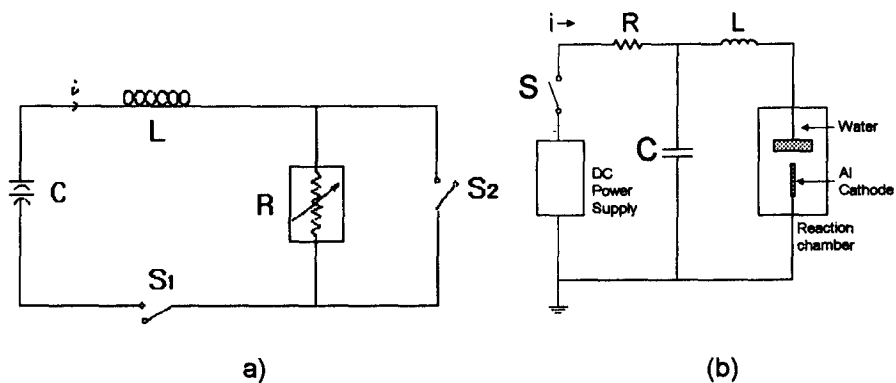 i
L
C
R
S1
S2
a)
i→
R
L
S
C
DC
Power
Supply
Water
Al
Cathode
Reaction
chamber
(b)